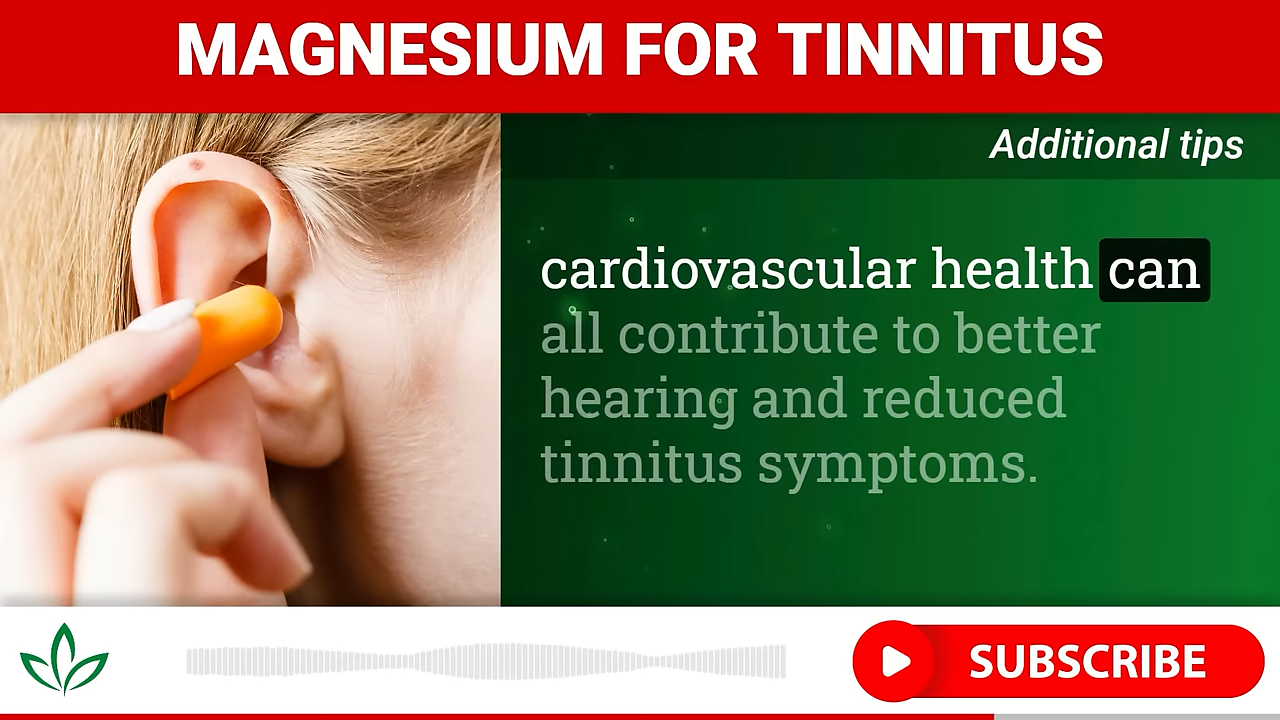 MAGNESIUM FOR TINNITUS
Additional tips
cardiovascular health can
all contribute to better
hearing and reduced
tinnitus symptoms.
SUBSCRIBE